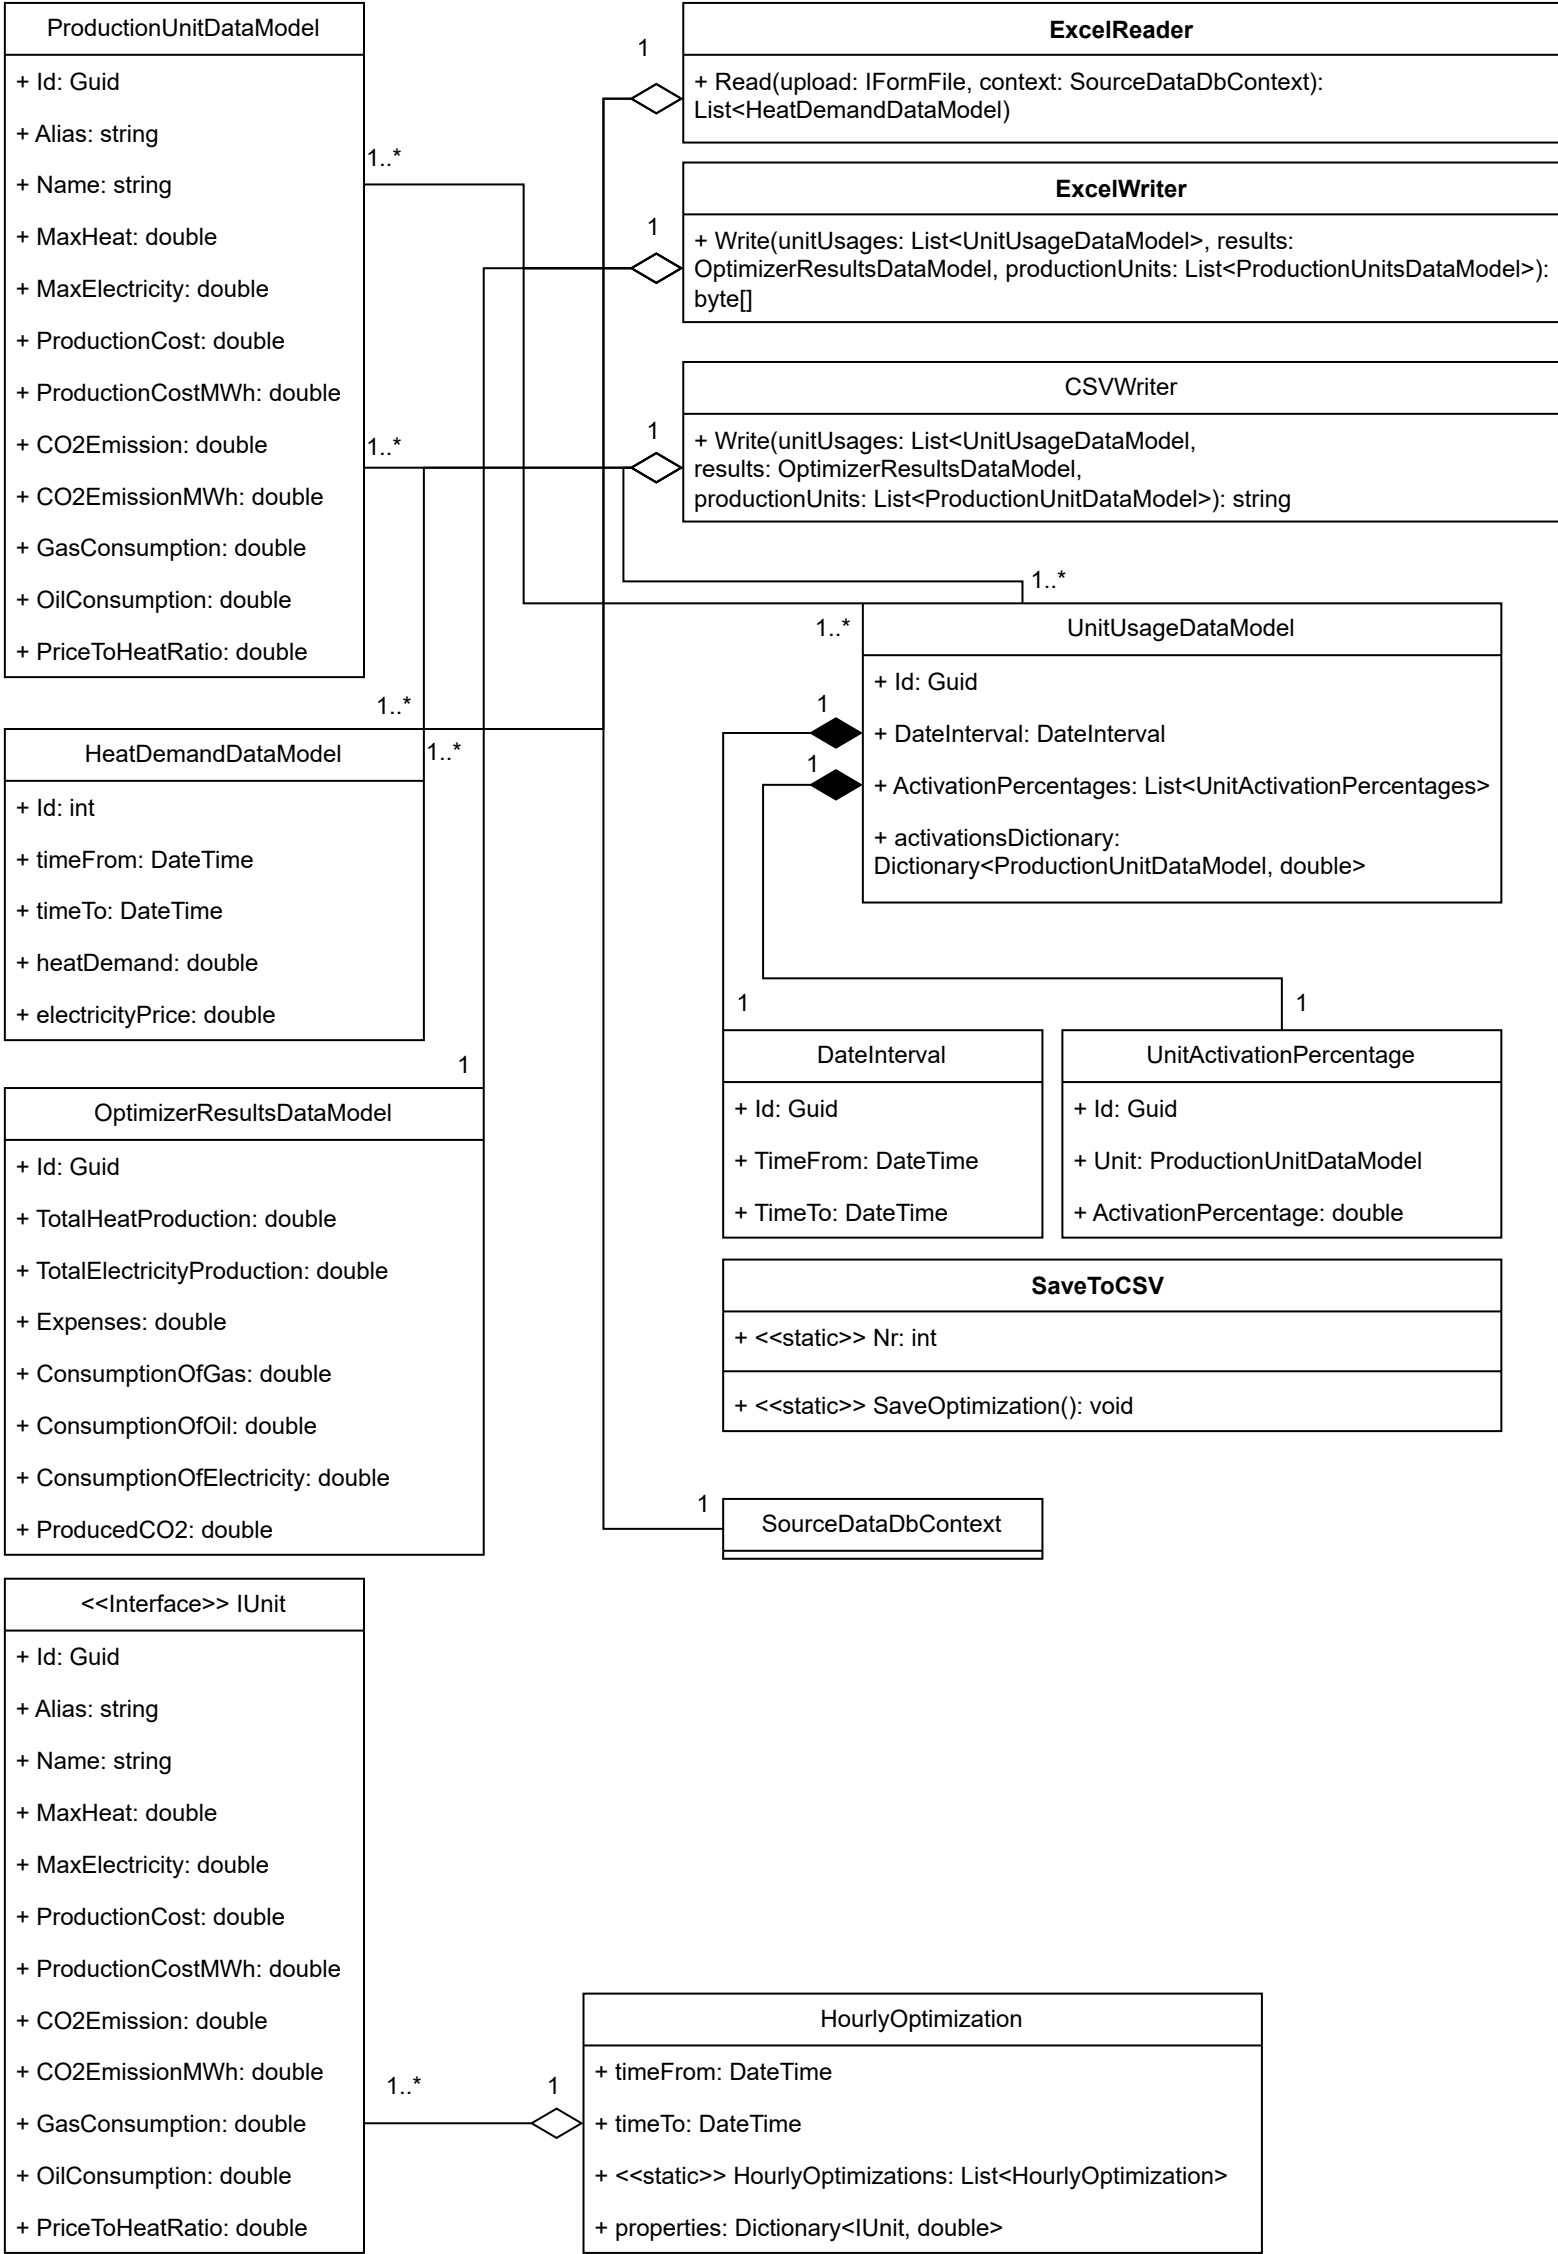 ProductionUnitDataModel
+ Id: Guid
+ Alias: string
+ Name: string
+ MaxHeat: double
+ MaxElectricity: double
+ ProductionCost: double
+ ProductionCostMWh: double
+ CO2Emission: double
+ CO2EmissionMWh: double
+ GasConsumption: double
+ OilConsumption: double
+ PriceToHeatRatio: double
1..*
1..*
1
ExcelReader
+ Read(upload: IFormFile, context: SourceDataDbContext):
List<HeatDemandDataModel)
1
ExcelWriter
+ Write(unitUsages: List<UnitUsageDataModel>, results:
OptimizerResultsDataModel, productionUnits: List<ProductionUnitsDataModel>):
byte[]
1
CSVWriter
+ Write(unitUsages: List<UnitUsageDataModel,
results: OptimizerResultsDataModel,
productionUnits: List<ProductionUnitDataModel>): string
1..*
1..*
UnitUsageDataModel
+ Id: Guid
1
+ DateInterval: DateInterval
1
+ ActivationPercentages: List<UnitActivationPercentages>
+ activationsDictionary:
Dictionary<ProductionUnitDataModel, double>
1..*
1..*
HeatDemandDataModel
+ Id: int
+ timeFrom: DateTime
+ timeTo: DateTime
+ heatDemand: double
+ electricityPrice: double
1
1
DateInterval
+ Id: Guid
+ TimeFrom: DateTime
+ TimeTo: DateTime
UnitActivationPercentage
+ Id: Guid
+ Unit: ProductionUnitDataModel
+ ActivationPercentage: double
1
OptimizerResultsDataModel
+ Id: Guid
+ TotalHeatProduction: double
+ TotalElectricityProduction: double
+ Expenses: double
+ ConsumptionOfGas: double
+ ConsumptionOfOil: double
+ ConsumptionOfElectricity: double
+ ProducedCO2: double
SaveToCSV
+ <<static>> Nr: int
+ <<static>> SaveOptimization(): void
1
SourceDataDbContext
<<Interface>> IUnit
+ Id: Guid
+ Alias: string
+ Name: string
+ MaxHeat: double
+ MaxElectricity: double
+ ProductionCost: double
+ ProductionCostMWh: double
+ CO2Emission: double
+ CO2EmissionMWh: double
+ GasConsumption: double
+ OilConsumption: double
+ PriceToHeatRatio: double
1..*
1
HourlyOptimization
+ timeFrom: DateTime
+ timeTo: DateTime
+ <<static>> HourlyOptimizations: List<HourlyOptimization>
+ properties: Dictionary<IUnit, double>